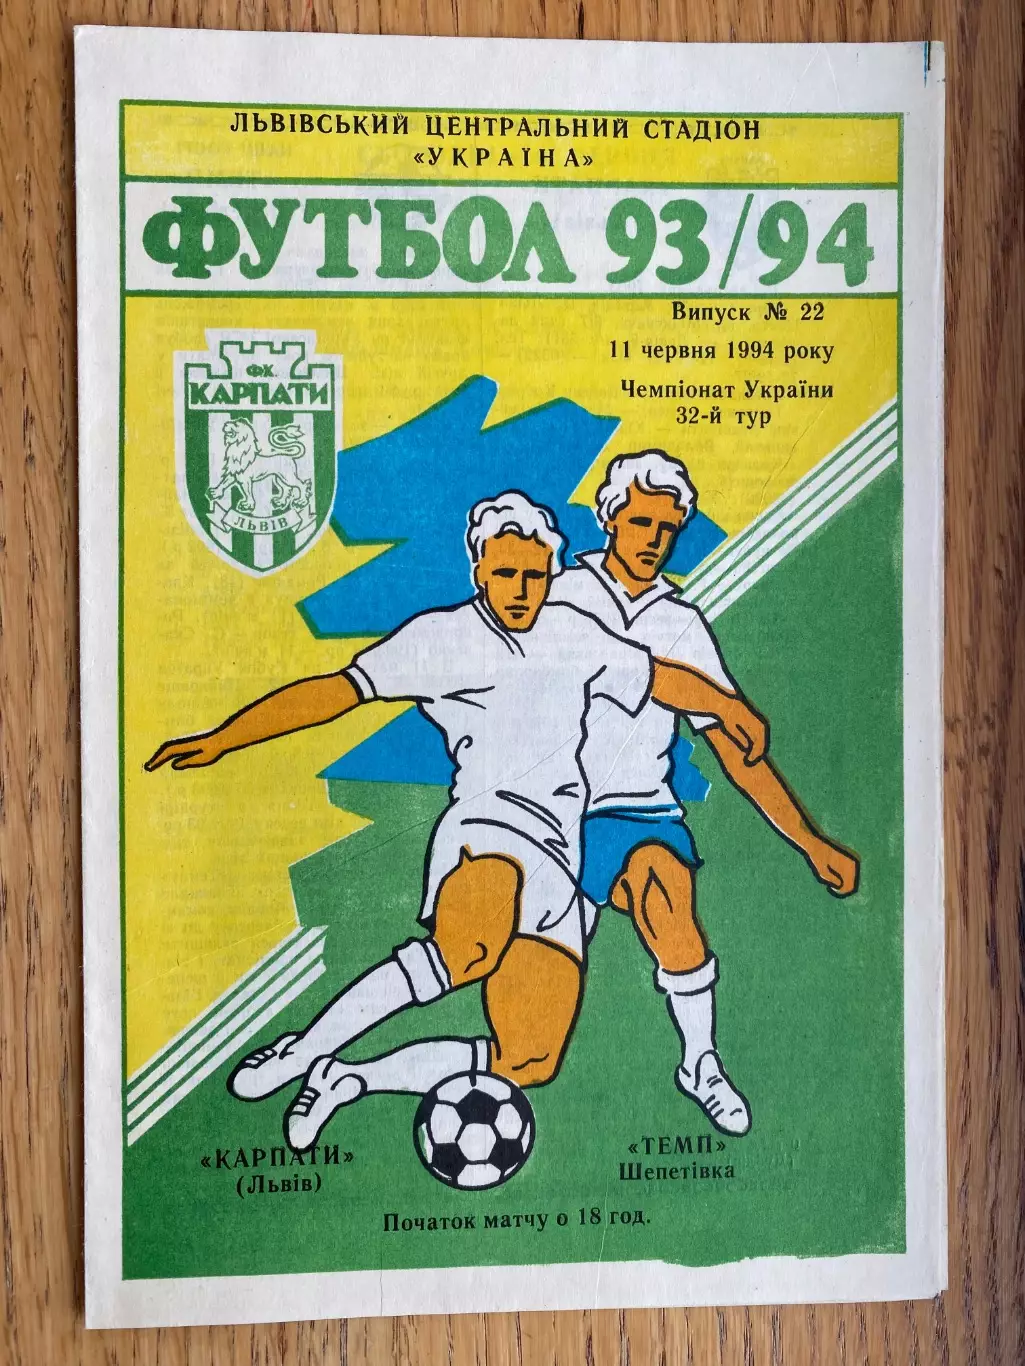 ЛЬВІВСЬКИЙ ЦЕНТРАЛЬНИЙ СТАДІОН
«УКРАЇНА»
ФУТБОЛ 93/94
Випуск № 22
11 червня 1994 року
Чемпіонат України
32-й тур
ФК
КАРПАТИ
ЛЬВІВ
«КАРПАТИ»
(Львів)
«ТЕМП»
Шепетівка
Початок матчу о 18 год.